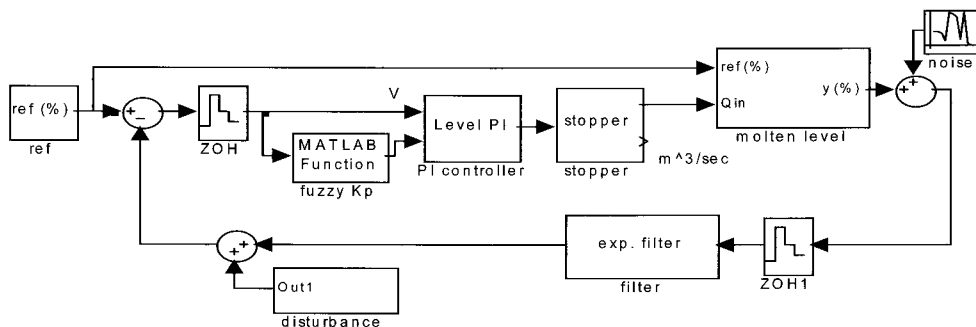 noise
ref (%)
ref
+
−
ZOH
V
MATLAB
Function
fuzzy Kp
Level PI
PI controller
stopper
stopper
m^3/sec
ref(%)
Qin
y(%)
molten level
+
+
+
+
Out1
disturbance
exp. filter
filter
ZOH1